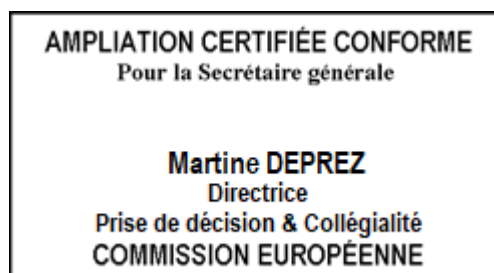 AMPLIATION CERTIFIÉE CONFORME
Pour la Secrétaire générale
Martine DEPREZ
Directrice
Prise de décision & Collégialité
COMMISSION EUROPÉENNE